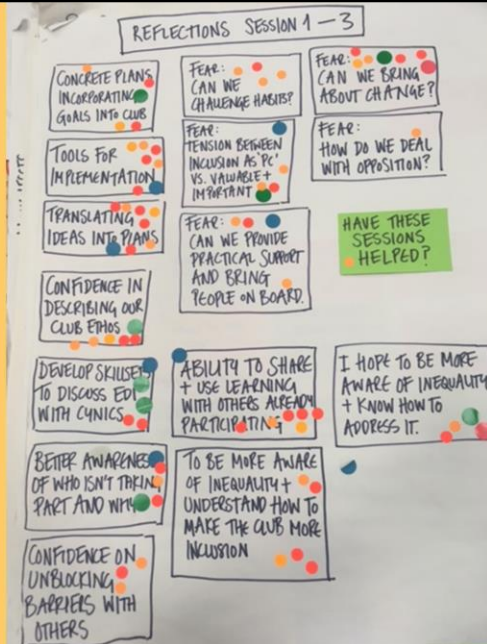 REFLECTIONS SESSION 1-3
CONCRETE PLANS
INCORPORATING
GOALS INTO CLUB
FEAR:
CAN WE
CHALLENGE HABITS?
FEAR:
CAN WE BRING
ABOUT CHANGE?
TOOLS FOR
IMPLEMENTATION
FEAR:
TENSION BETWEEN
INCLUSION AS 'PC'
VS. VALUABLE +
IMPORTANT
FEAR:
HOW DO WE DEAL
WITH OPPOSITION?
TRANSLATING
IDEAS INTO PLANS
FEAR:
CAN WE PROVIDE
PRACTICAL SUPPORT
AND BRING
PEOPLE ON BOARD.
HAVE THESE
SESSIONS
HELPED?
CONFIDENCE IN
DESCRIBING OUR
CLUB ETHOS
DEVELOP SKILLSET
TO DISCUSS EDI
WITH CYNICS
ABILITY TO SHARE
+ USE LEARNING
WITH OTHERS ALREADY
PARTICIPATING
I HOPE TO BE MORE
AWARE OF INEQUALITY
+ KNOW HOW TO
ADDRESS IT.
BETTER AWARENESS
OF WHO ISN'T TAKING
PART AND WHY
TO BE MORE AWARE
OF INEQUALITY +
UNDERSTAND HOW TO
MAKE THE CLUB MORE
INCLUSION
CONFIDENCE ON
UNBLOCKING
BARRIERS WITH
OTHERS